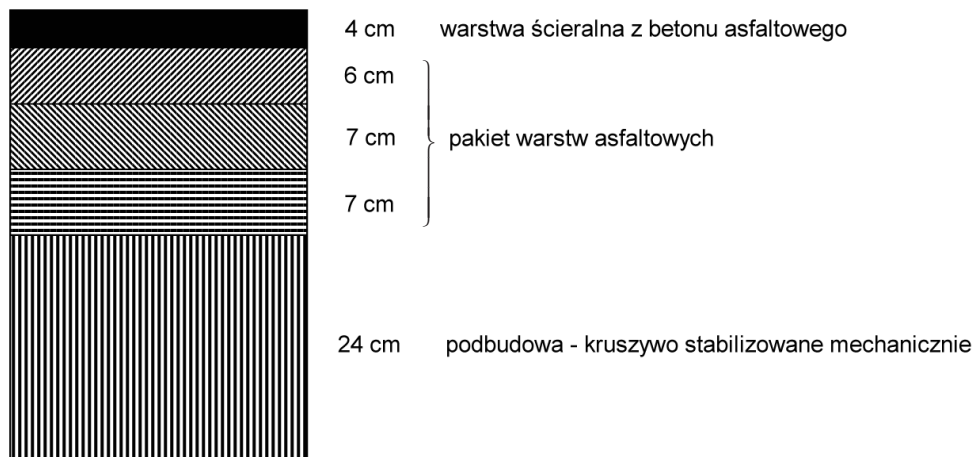 4 cm warstwa ścieralna z betonu asfaltowego
6 cm
7 cm pakiet warstw asfaltowych
7 cm
24 cm podbudowa - kruszywo stabilizowane mechanicznie